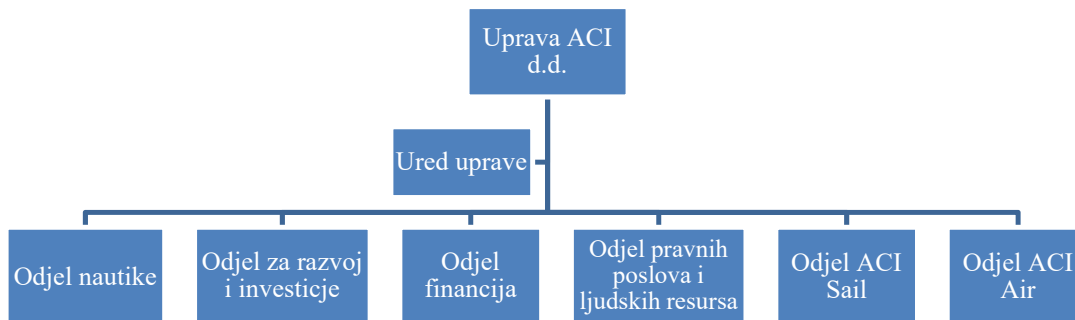 Uprava ACI
d.d.
Ured uprave
Odjel nautike
Odjel za razvoj
i investicje
Odjel
financija
Odjel pravnih
poslova i
ljudskih resursa
Odjel ACI
Sail
Odjel ACI
Air